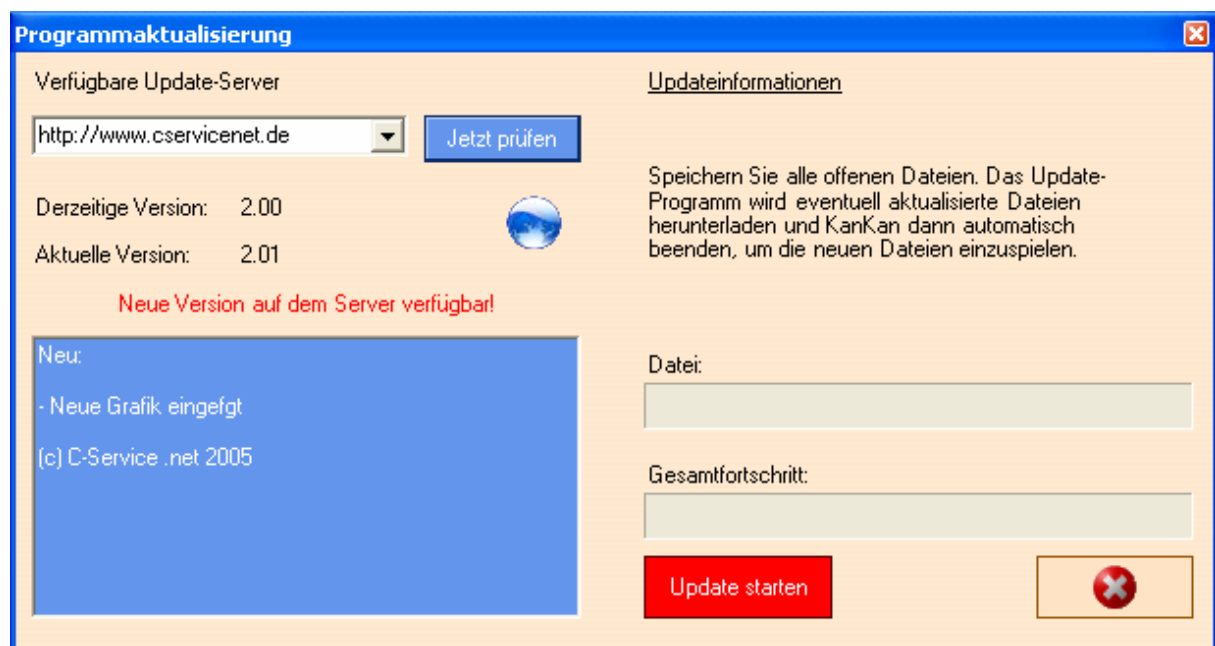 Programmaktualisierung
Verfügbare Update-Server
http://www.cservicenet.de
Jetzt prüfen
Derzeitige Version: 2.00
Aktuelle Version: 2.01
Neue Version auf dem Server verfügbar!
Neu:
- Neue Grafik eingefgt
(c) C-Service .net 2005
Updateinformationen
Speichern Sie alle offenen Dateien. Das Update-
Programm wird eventuell aktualisierte Dateien
herunterladen und KanKan dann automatisch
beenden, um die neuen Dateien einzuspielen.
Datei:
Gesamtfortschritt:
Update starten